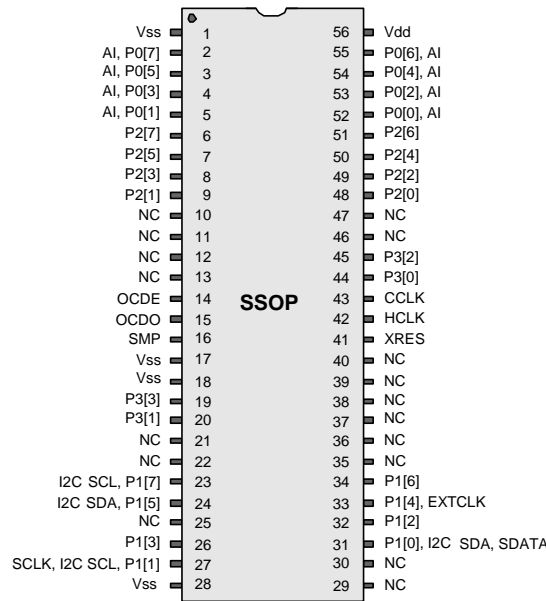 Vss 1 56 Vdd
AI, P0[7] 2 55 P0[6], AI
AI, P0[5] 3 54 P0[4], AI
AI, P0[3] 4 53 P0[2], AI
AI, P0[1] 5 52 P0[0], AI
P2[7] 6 51 P2[6]
P2[5] 7 50 P2[4]
P2[3] 8 49 P2[2]
P2[1] 9 48 P2[0]
NC 10 47 NC
NC 11 46 NC
NC 12 45 P3[2]
NC 13 44 P3[0]
OCDE 14 SSOP 43 CCLK
OCDO 15 42 HCLK
SMP 16 41 XRES
Vss 17 40 NC
Vss 18 39 NC
P3[3] 19 38 NC
P3[1] 20 37 NC
NC 21 36 NC
NC 22 35 NC
I2C SCL, P1[7] 23 34 P1[6]
I2C SDA, P1[5] 24 33 P1[4], EXTCLK
NC 25 32 P1[2]
P1[3] 26 31 P1[0], I2C SDA, SDATA
SCLK, I2C SCL, P1[1] 27 30 NC
Vss 28 29 NC